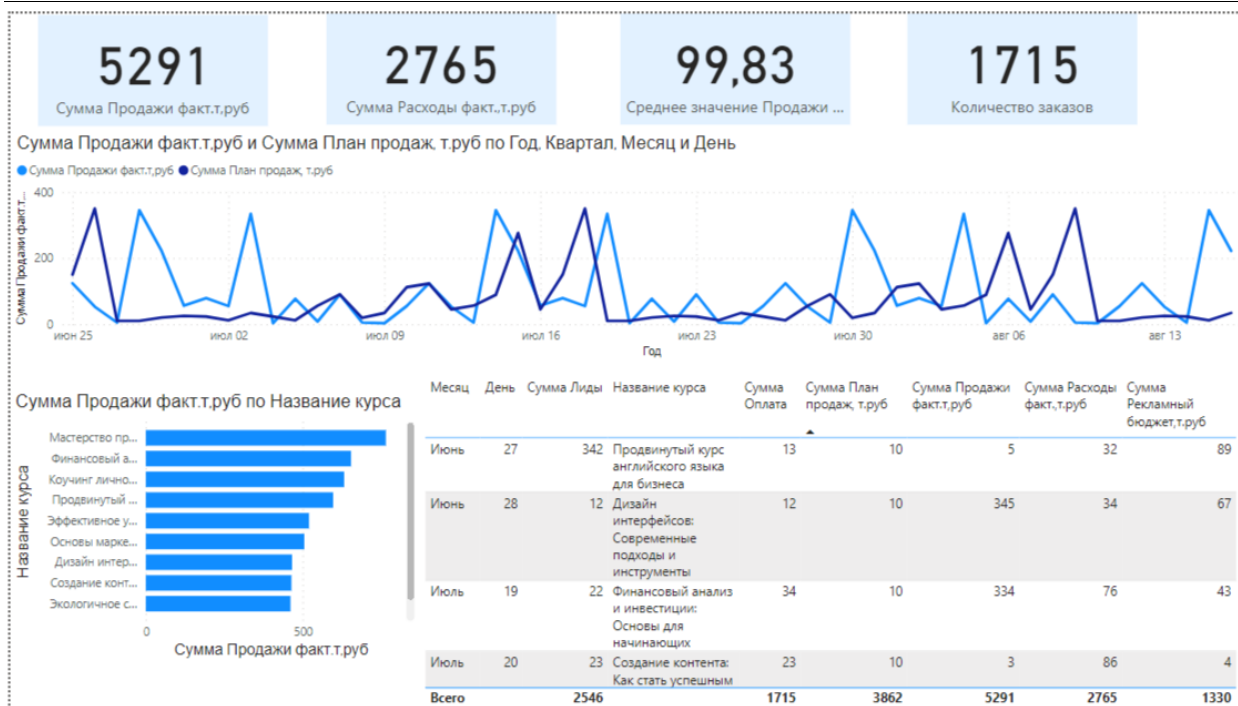 5291
Сумма Продажи факт.т,руб
2765
Сумма Расходы факт.,т.руб
99,83
Среднее значение Продажи ...
1715
Количество заказов
Сумма Продажи факт.т,руб и Сумма План продаж, т.руб по Год, Квартал, Месяц и День
Сумма Продажи факт.т,руб Сумма План продаж, т.руб
Сумма Продажи факт.т...
400
200
0
июн 25 июл 02 июл 09 июл 16 июл 23 июл 30 авг 06 авг 13
Год
Сумма Продажи факт.т,руб по Название курса
Название курса
Мастерство пр...
Финансовый а...
Коучинг лично...
Продвинутый ...
Эффективное у...
Основы марке...
Дизайн интер...
Создание конт...
Экологичное с...
0 500
Сумма Продажи факт.т,руб
Месяц День Сумма Лиды Название курса Сумма Сумма План Сумма Продажи Сумма Расходы Сумма
Оплата продаж, т.руб факт.т,руб факт.,т.руб Рекламный
бюджет,т.руб
Июнь 27 342 Продвинутый курс 13 10 5 32 89
английского языка
для бизнеса
Июнь 28 12 Дизайн 12 10 345 34 67
интерфейсов:
Современные
подходы и
инструменты
Июль 19 22 Финансовый анализ 34 10 334 76 43
и инвестиции:
Основы для
начинающих
Июль 20 23 Создание контента: 23 10 3 86 4
Как стать успешным
Всего 2546 1715 3862 5291 2765 1330